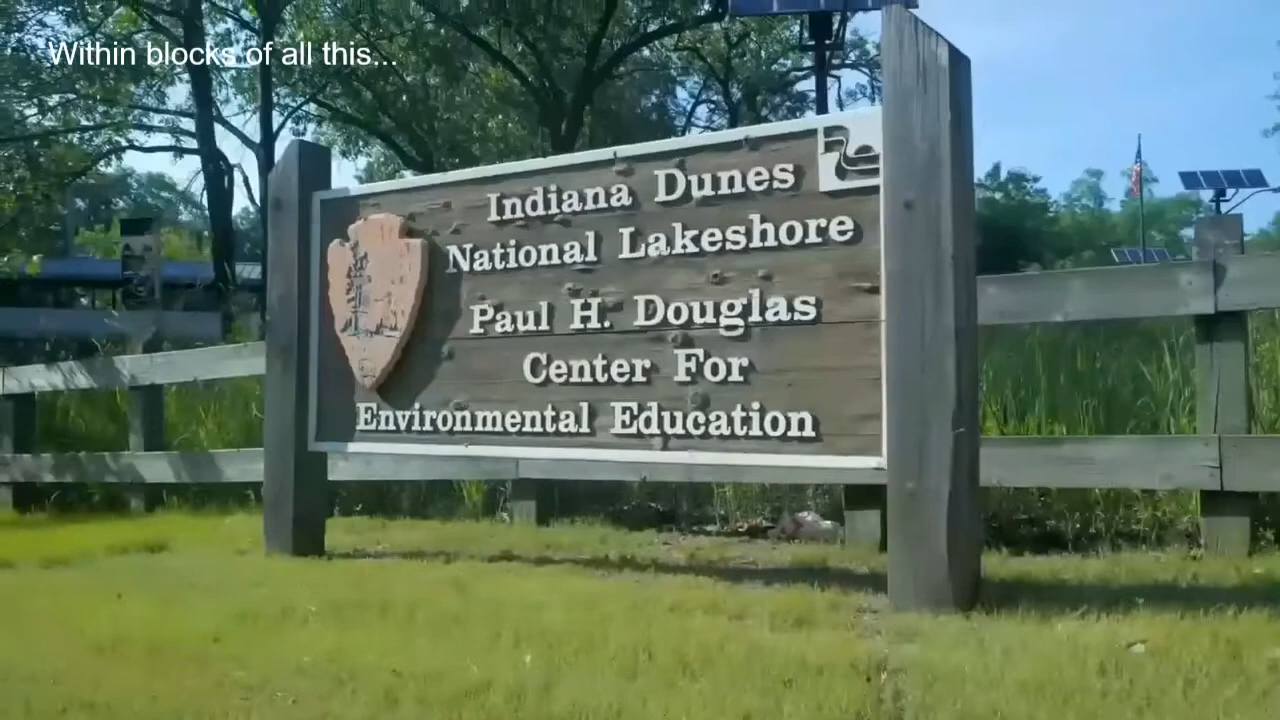 Within blocks of all this...
Indiana Dunes
National Lakeshore
Paul H. Douglas
Center For
Environmental Education